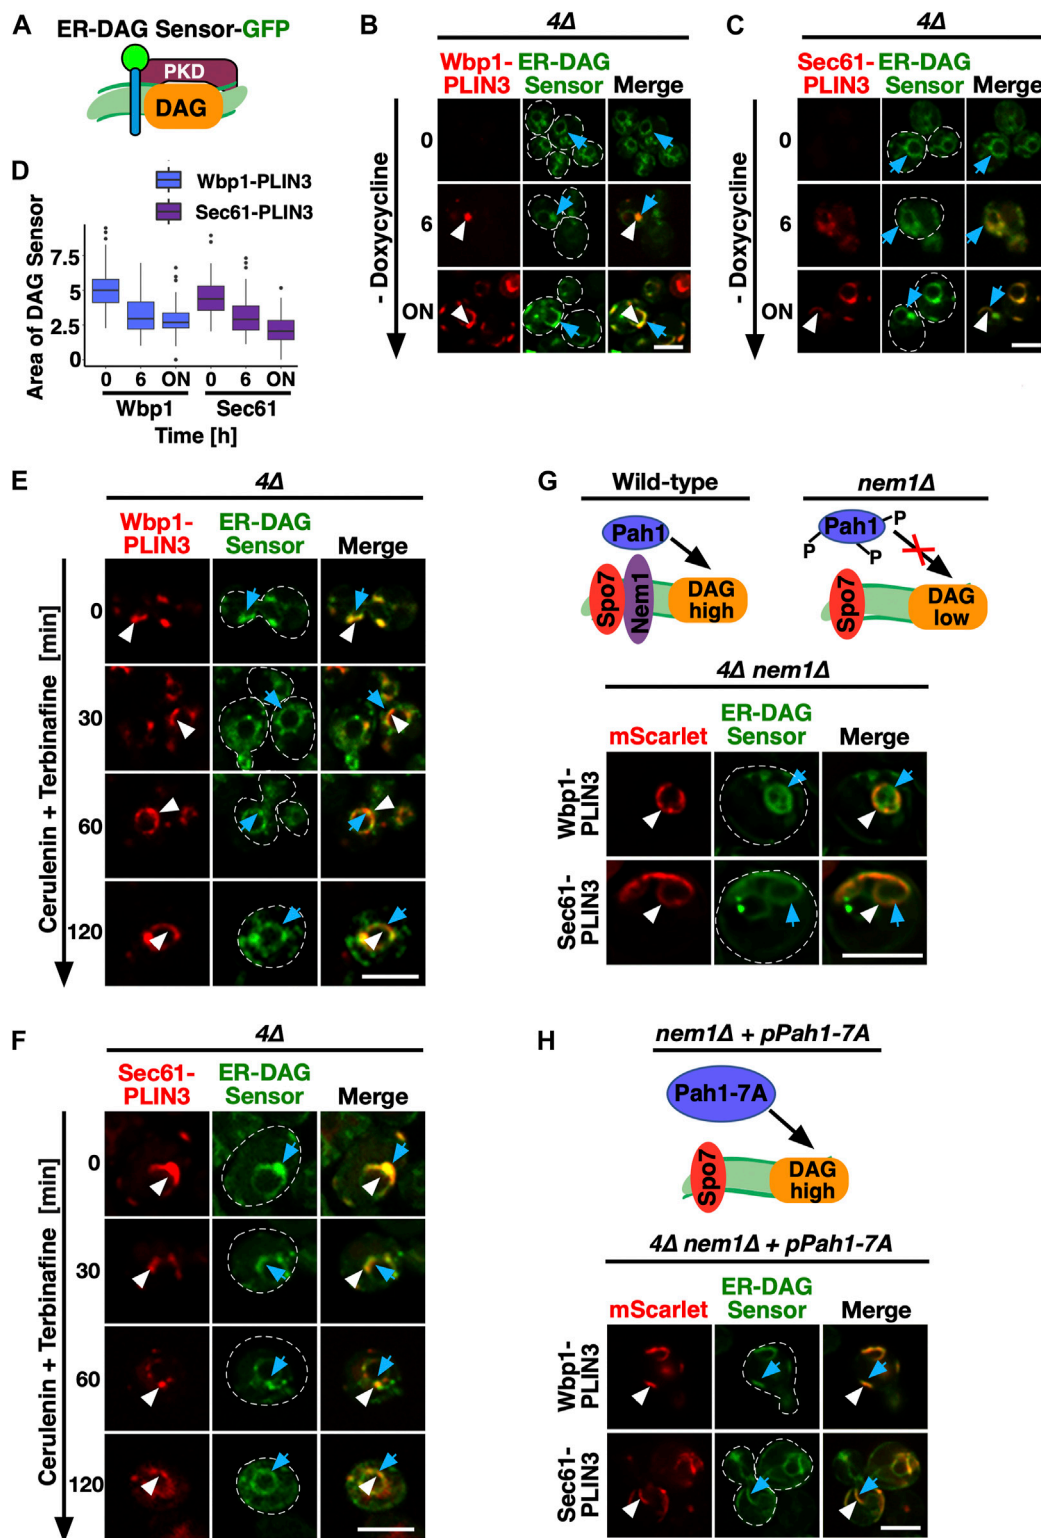 A
ER-DAG Sensor-GFP
PKD
DAG
B
4Δ
Wbp1-PLIN3
ER-DAG Sensor
Merge
- Doxycycline
0
6
ON
C
4Δ
Sec61-PLIN3
ER-DAG Sensor
Merge
- Doxycycline
0
6
ON
D
Wbp1-PLIN3
Sec61-PLIN3
Area of DAG Sensor
7.5
5
2.5
0
0 6 ON 0 6 ON
Wbp1 Sec61
Time [h]
E
4Δ
Wbp1-PLIN3
ER-DAG Sensor
Merge
Cerulenin + Terbinafine [min]
0
30
60
120
F
4Δ
Sec61-PLIN3
ER-DAG Sensor
Merge
Cerulenin + Terbinafine [min]
0
30
60
120
G
Wild-type
Pah1
Spo7
Nem1
DAG high
nem1Δ
Pah1
P
P
P
Spo7
DAG low
4Δ nem1Δ
mScarlet
ER-DAG Sensor
Merge
Wbp1-PLIN3
Sec61-PLIN3
H
nem1Δ + pPah1-7A
Pah1-7A
Spo7
DAG high
4Δ nem1Δ + pPah1-7A
mScarlet
ER-DAG Sensor
Merge
Wbp1-PLIN3
Sec61-PLIN3